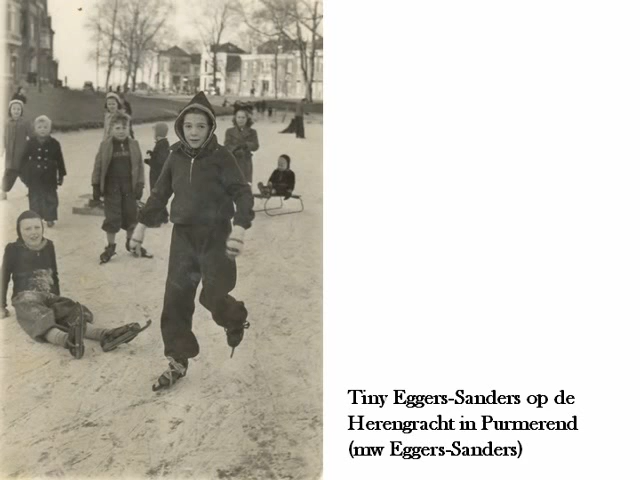 Tiny Eggers-Sanders op de
Herengracht in Purmerend
(mw Eggers-Sanders)